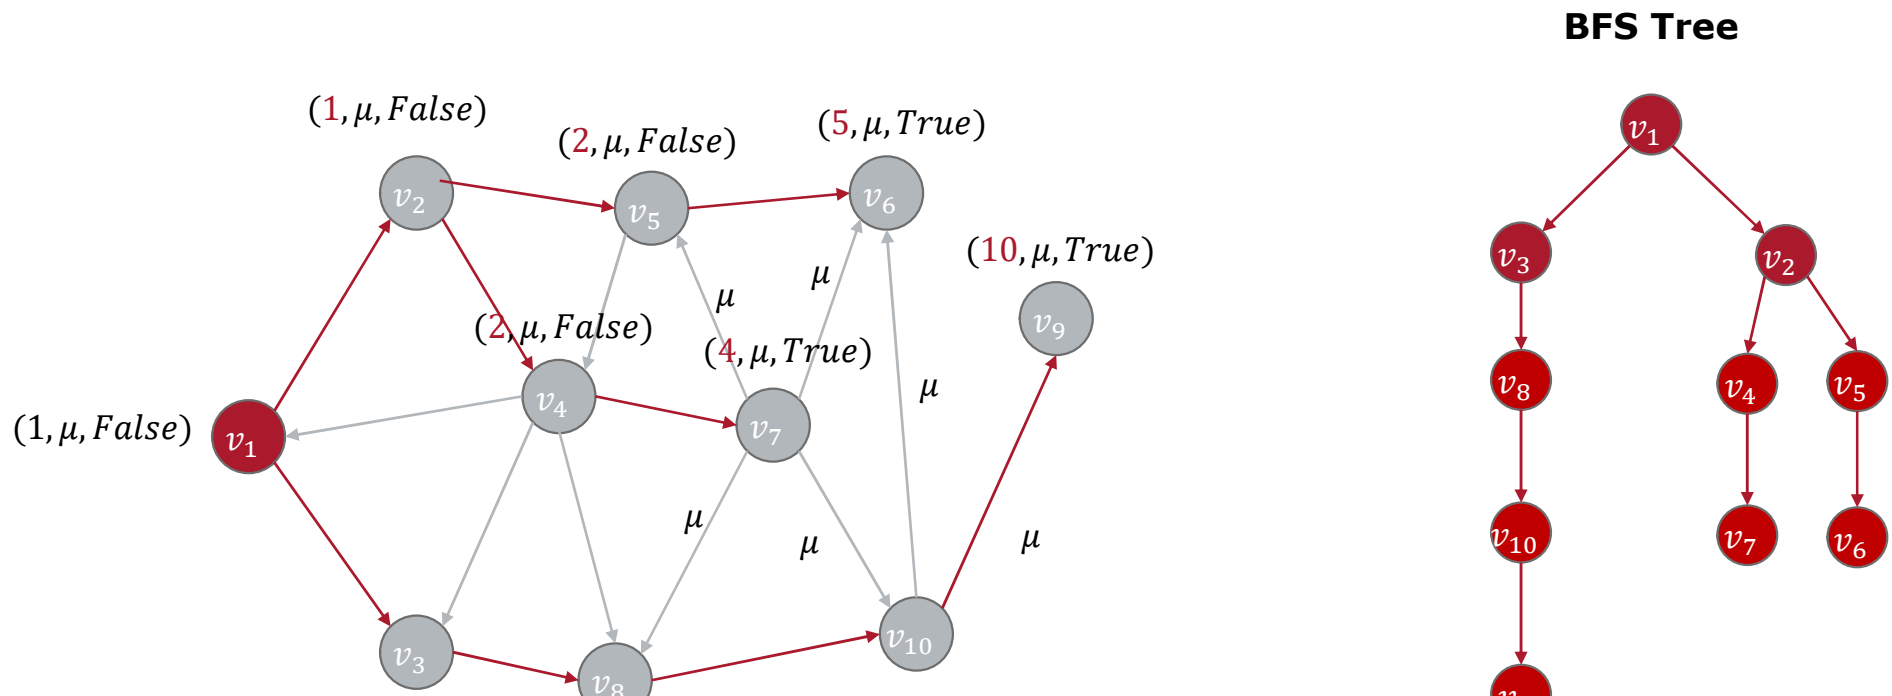 BFS Tree
(1, μ, False)
(2, μ, False)
(5, μ, True)
v₁
v₂
v₅
v₆
(10, μ, True)
v₃
v₂
μ
μ
v₉
(2, μ, False)
(4, μ, True)
v₈
v₄
v₅
μ
v₄
v₇
(1, μ, False)
v₁
μ
μ
μ
v₁₀
v₇
v₆
v₁₀
v₃
v₈